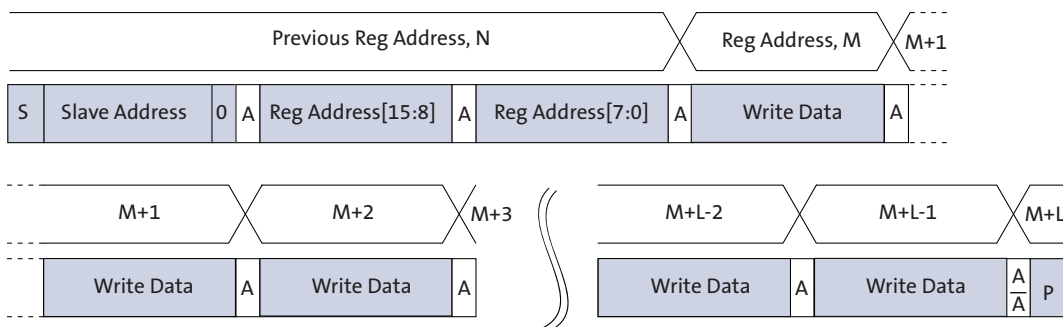 Previous Reg Address, N Reg Address, M M+1
S Slave Address 0 A Reg Address[15:8] A Reg Address[7:0] A Write Data A
M+1 M+2 M+3 M+L-2 M+L-1 M+L
Write Data A Write Data A Write Data A Write Data A/A̅ P